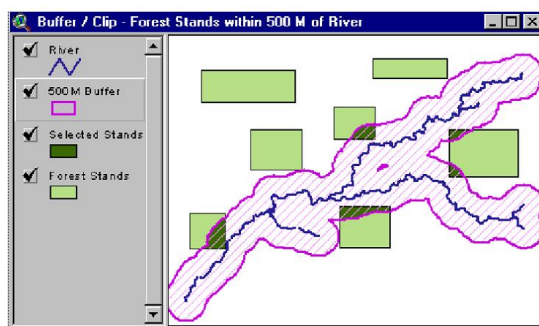 Buffer / Clip - Forest Stands within 500 M of River
River
500 M Buffer
Selected Stands
Forest Stands